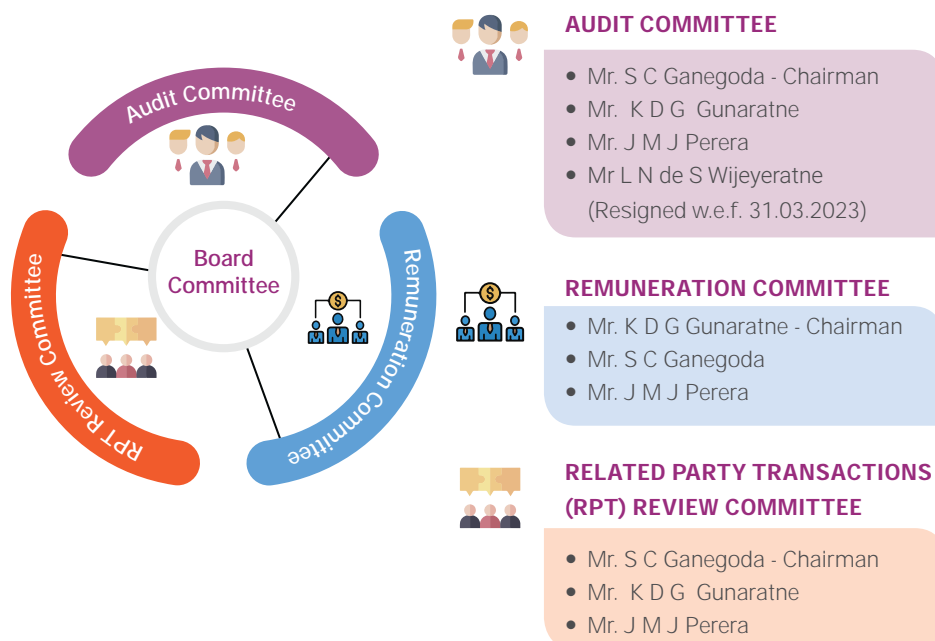 Audit Committee
Board
Committee
Remuneration Committee
RPT Review Committee
AUDIT COMMITTEE
• Mr. S C Ganegoda - Chairman
• Mr. K D G Gunaratne
• Mr. J M J Perera
• Mr L N de S Wijeyeratne
(Resigned w.e.f. 31.03.2023)
REMUNERATION COMMITTEE
• Mr. K D G Gunaratne - Chairman
• Mr. S C Ganegoda
• Mr. J M J Perera
RELATED PARTY TRANSACTIONS
(RPT) REVIEW COMMITTEE
• Mr. S C Ganegoda - Chairman
• Mr. K D G Gunaratne
• Mr. J M J Perera